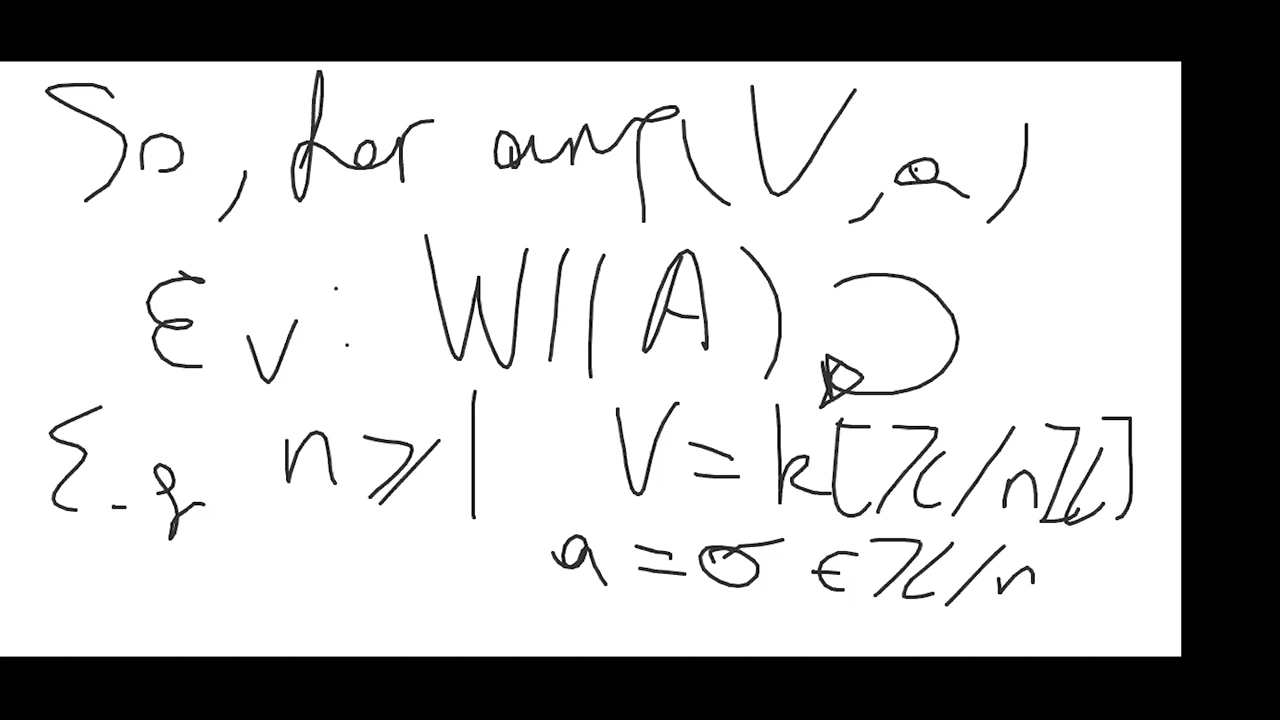 So, for any (V, a)
ε_V : W((A) ⟲
E.g n ⩾ 1 V = k[ℤ/nℤ]
a = σ ∈ ℤ/n